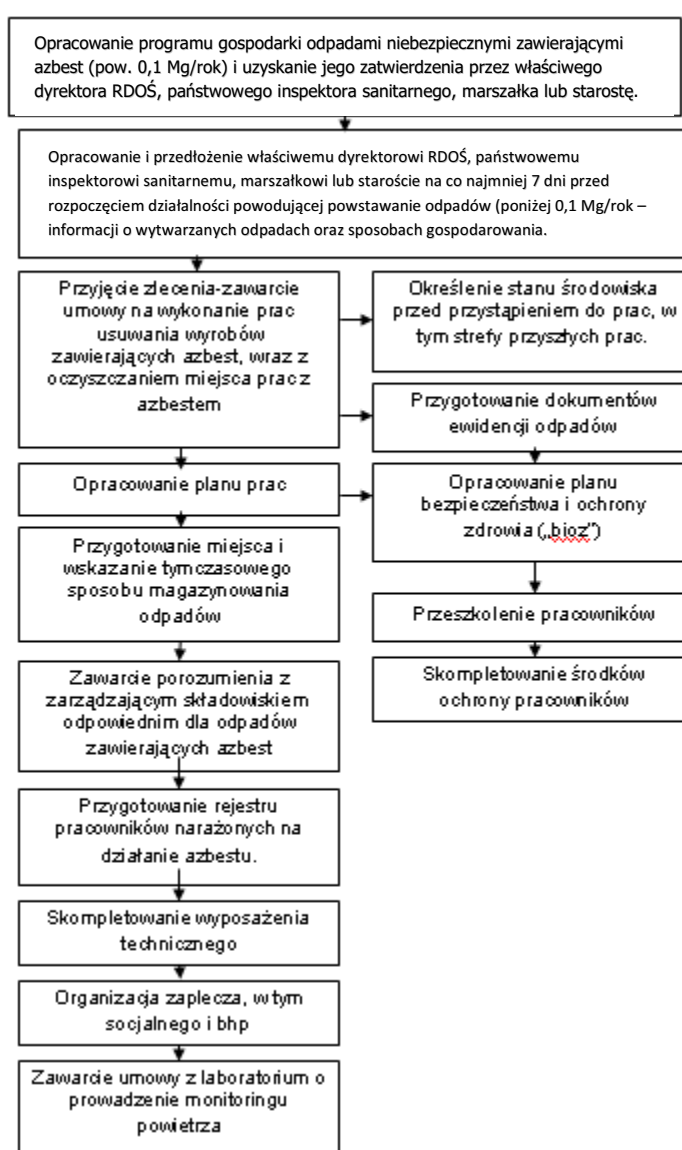 Opracowanie programu gospodarki odpadami niebezpiecznymi zawierającymi
azbest (pow. 0,1 Mg/rok) i uzyskanie jego zatwierdzenia przez właściwego
dyrektora RDOŚ, państwowego inspektora sanitarnego, marszałka lub starostę.
Opracowanie i przedłożenie właściwemu dyrektorowi RDOŚ, państwowemu
inspektorowi sanitarnemu, marszałkowi lub staroście na co najmniej 7 dni przed
rozpoczęciem działalności powodującej powstawanie odpadów (poniżej 0,1 Mg/rok –
informacji o wytwarzanych odpadach oraz sposobach gospodarowania.
Przyjęcie zlecenia-zawarcie
umowy na wykonanie prac
usuwania wyrobów
zawierających azbest, wraz z
oczyszczaniem miejsca prac z
azbestem
Określenie stanu środowiska
przed przystąpieniem do prac, w
tym strefy przyszłych prac.
Przygotowanie dokumentów
ewidencji odpadów
Opracowanie planu prac
Opracowanie planu
bezpieczeństwa i ochrony
zdrowia („bioz")
Przygotowanie miejsca i
wskazanie tymczasowego
sposobu magazynowania
odpadów
Przeszkolenie pracowników
Skompletowanie środków
ochrony pracowników
Zawarcie porozumienia z
zarządzającym składowiskiem
odpowiednim dla odpadów
zawierających azbest
Przygotowanie rejestru
pracowników narażonych na
działanie azbestu.
Skompletowanie wyposażenia
technicznego
Organizacja zaplecza, w tym
socjalnego i bhp
Zawarcie umowy z laboratorium o
prowadzenie monitoringu
powietrza